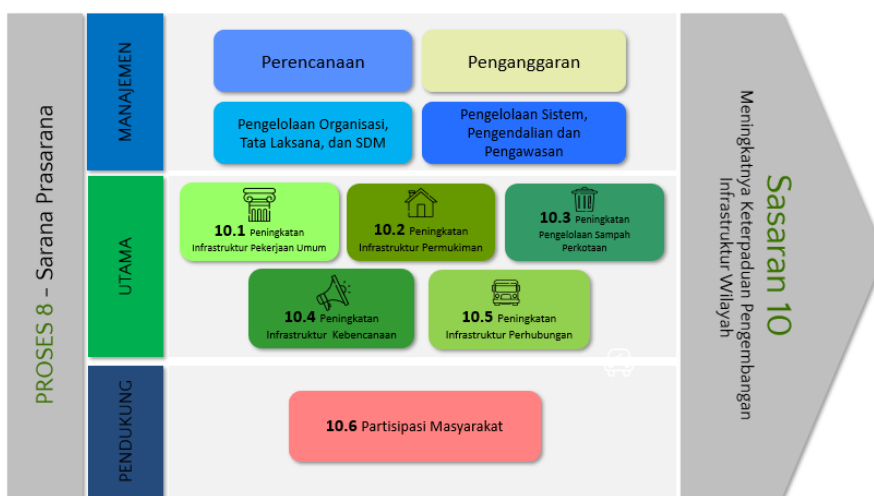 PROSES 8 – Sarana Prasarana
MANAJEMEN
Perencanaan
Penganggaran
Pengelolaan Organisasi,
Tata Laksana, dan SDM
Pengelolaan Sistem,
Pengendalian dan
Pengawasan
UTAMA
10.1 Peningkatan
Infrastruktur Pekerjaan Umum
10.2 Peningkatan
Infrastruktur Permukiman
10.3 Peningkatan
Pengelolaan Sampah
Perkotaan
10.4 Peningkatan
Infrastruktur Kebencanaan
10.5 Peningkatan
Infrastruktur Perhubungan
PENDUKUNG
10.6 Partisipasi Masyarakat
Sasaran 10
Meningkatnya Keterpaduan Pengembangan
Infrastruktur Wilayah